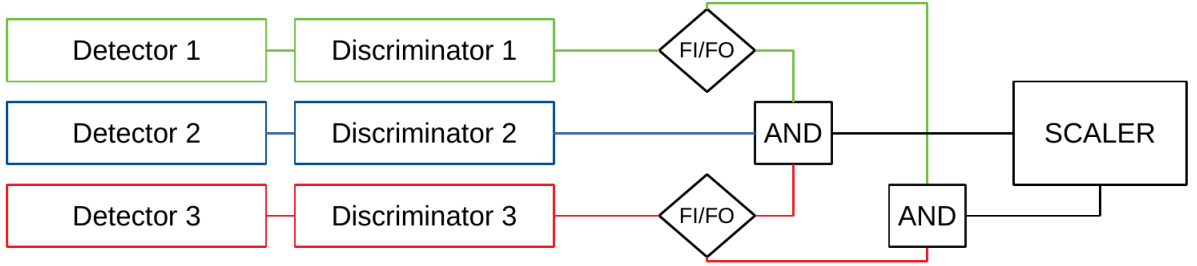 Detector 1
Discriminator 1
FI/FO
Detector 2
Discriminator 2
AND
SCALER
Detector 3
Discriminator 3
FI/FO
AND